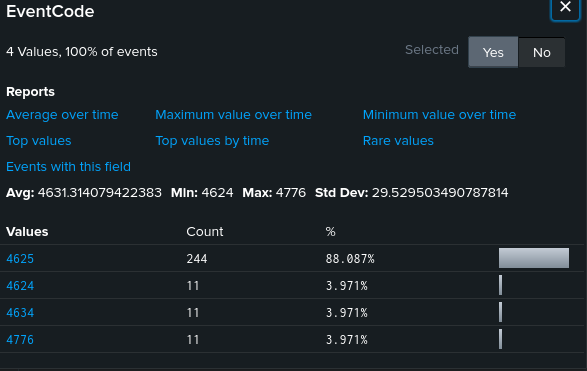 EventCode
4 Values, 100% of events
Selected Yes No
Reports
Average over time Maximum value over time Minimum value over time
Top values Top values by time Rare values
Events with this field
Avg: 4631.314079422383 Min: 4624 Max: 4776 Std Dev: 29.529503490787814
Values Count %
4625 244 88.087%
4624 11 3.971%
4634 11 3.971%
4776 11 3.971%